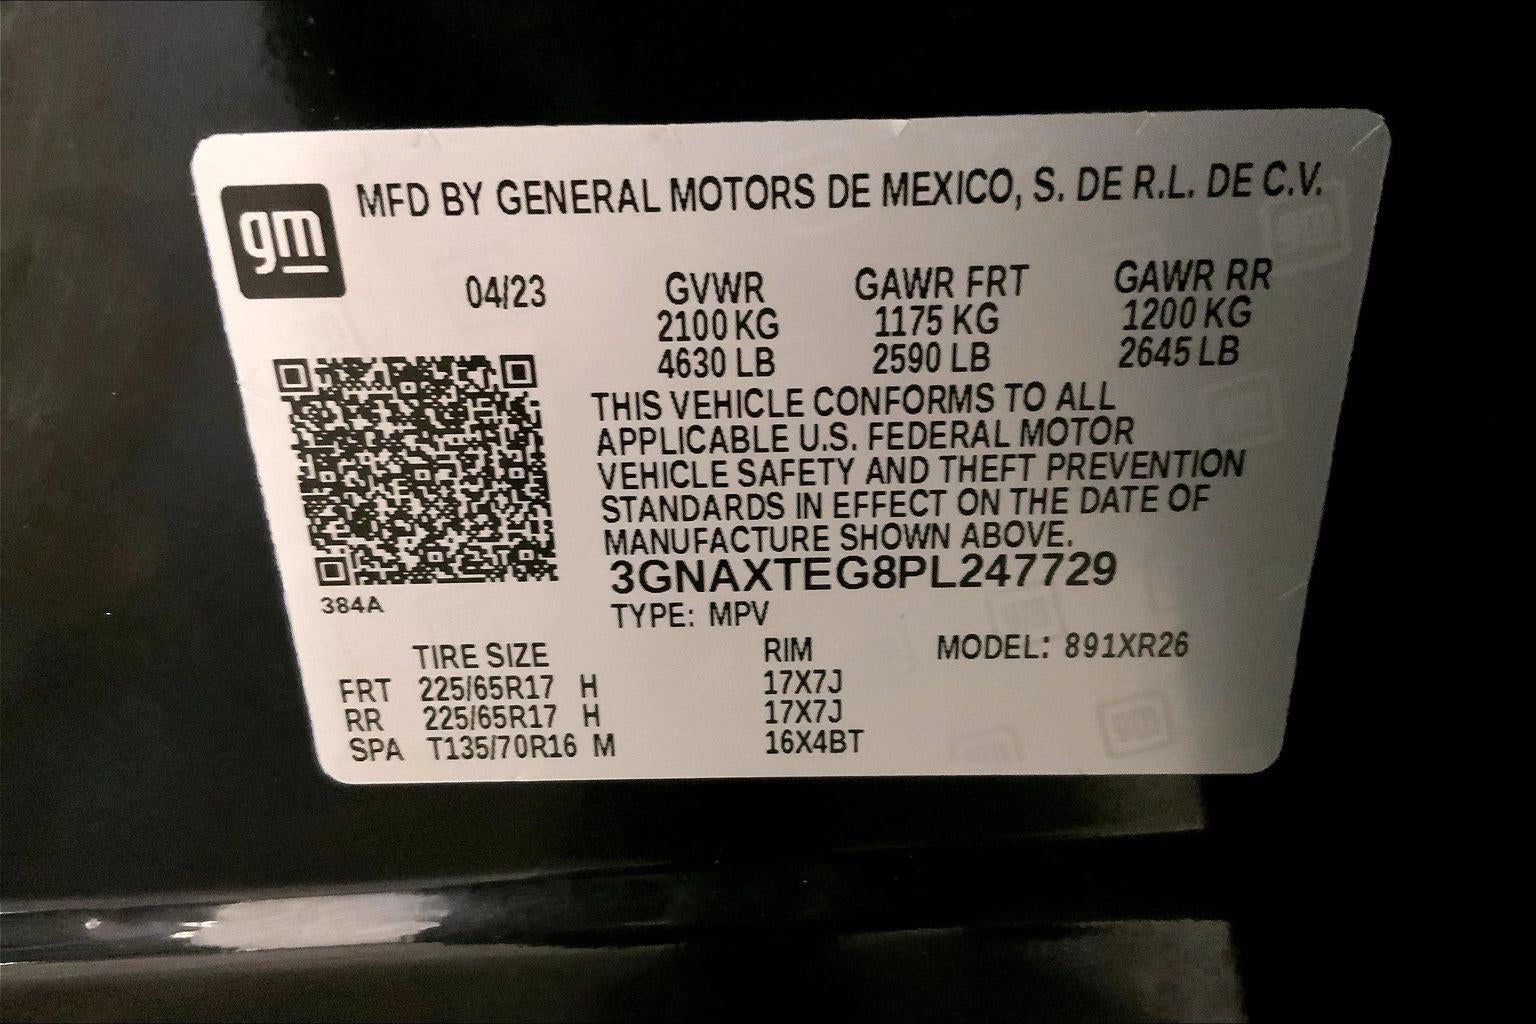 gm MFD BY GENERAL MOTORS DE MEXICO, S. DE R.L. DE C.V.
04/23 GVWR GAWR FRT GAWR RR
2100 KG 1175 KG 1200 KG
4630 LB 2590 LB 2645 LB
THIS VEHICLE CONFORMS TO ALL
APPLICABLE U.S. FEDERAL MOTOR
VEHICLE SAFETY AND THEFT PREVENTION
STANDARDS IN EFFECT ON THE DATE OF
MANUFACTURE SHOWN ABOVE.
3GNAXTEG8PL247729
384A
TYPE: MPV
TIRE SIZE RIM MODEL: 891XR26
FRT 225/65R17 H 17X7J
RR 225/65R17 H 17X7J
SPA T135/70R16 M 16X4BT